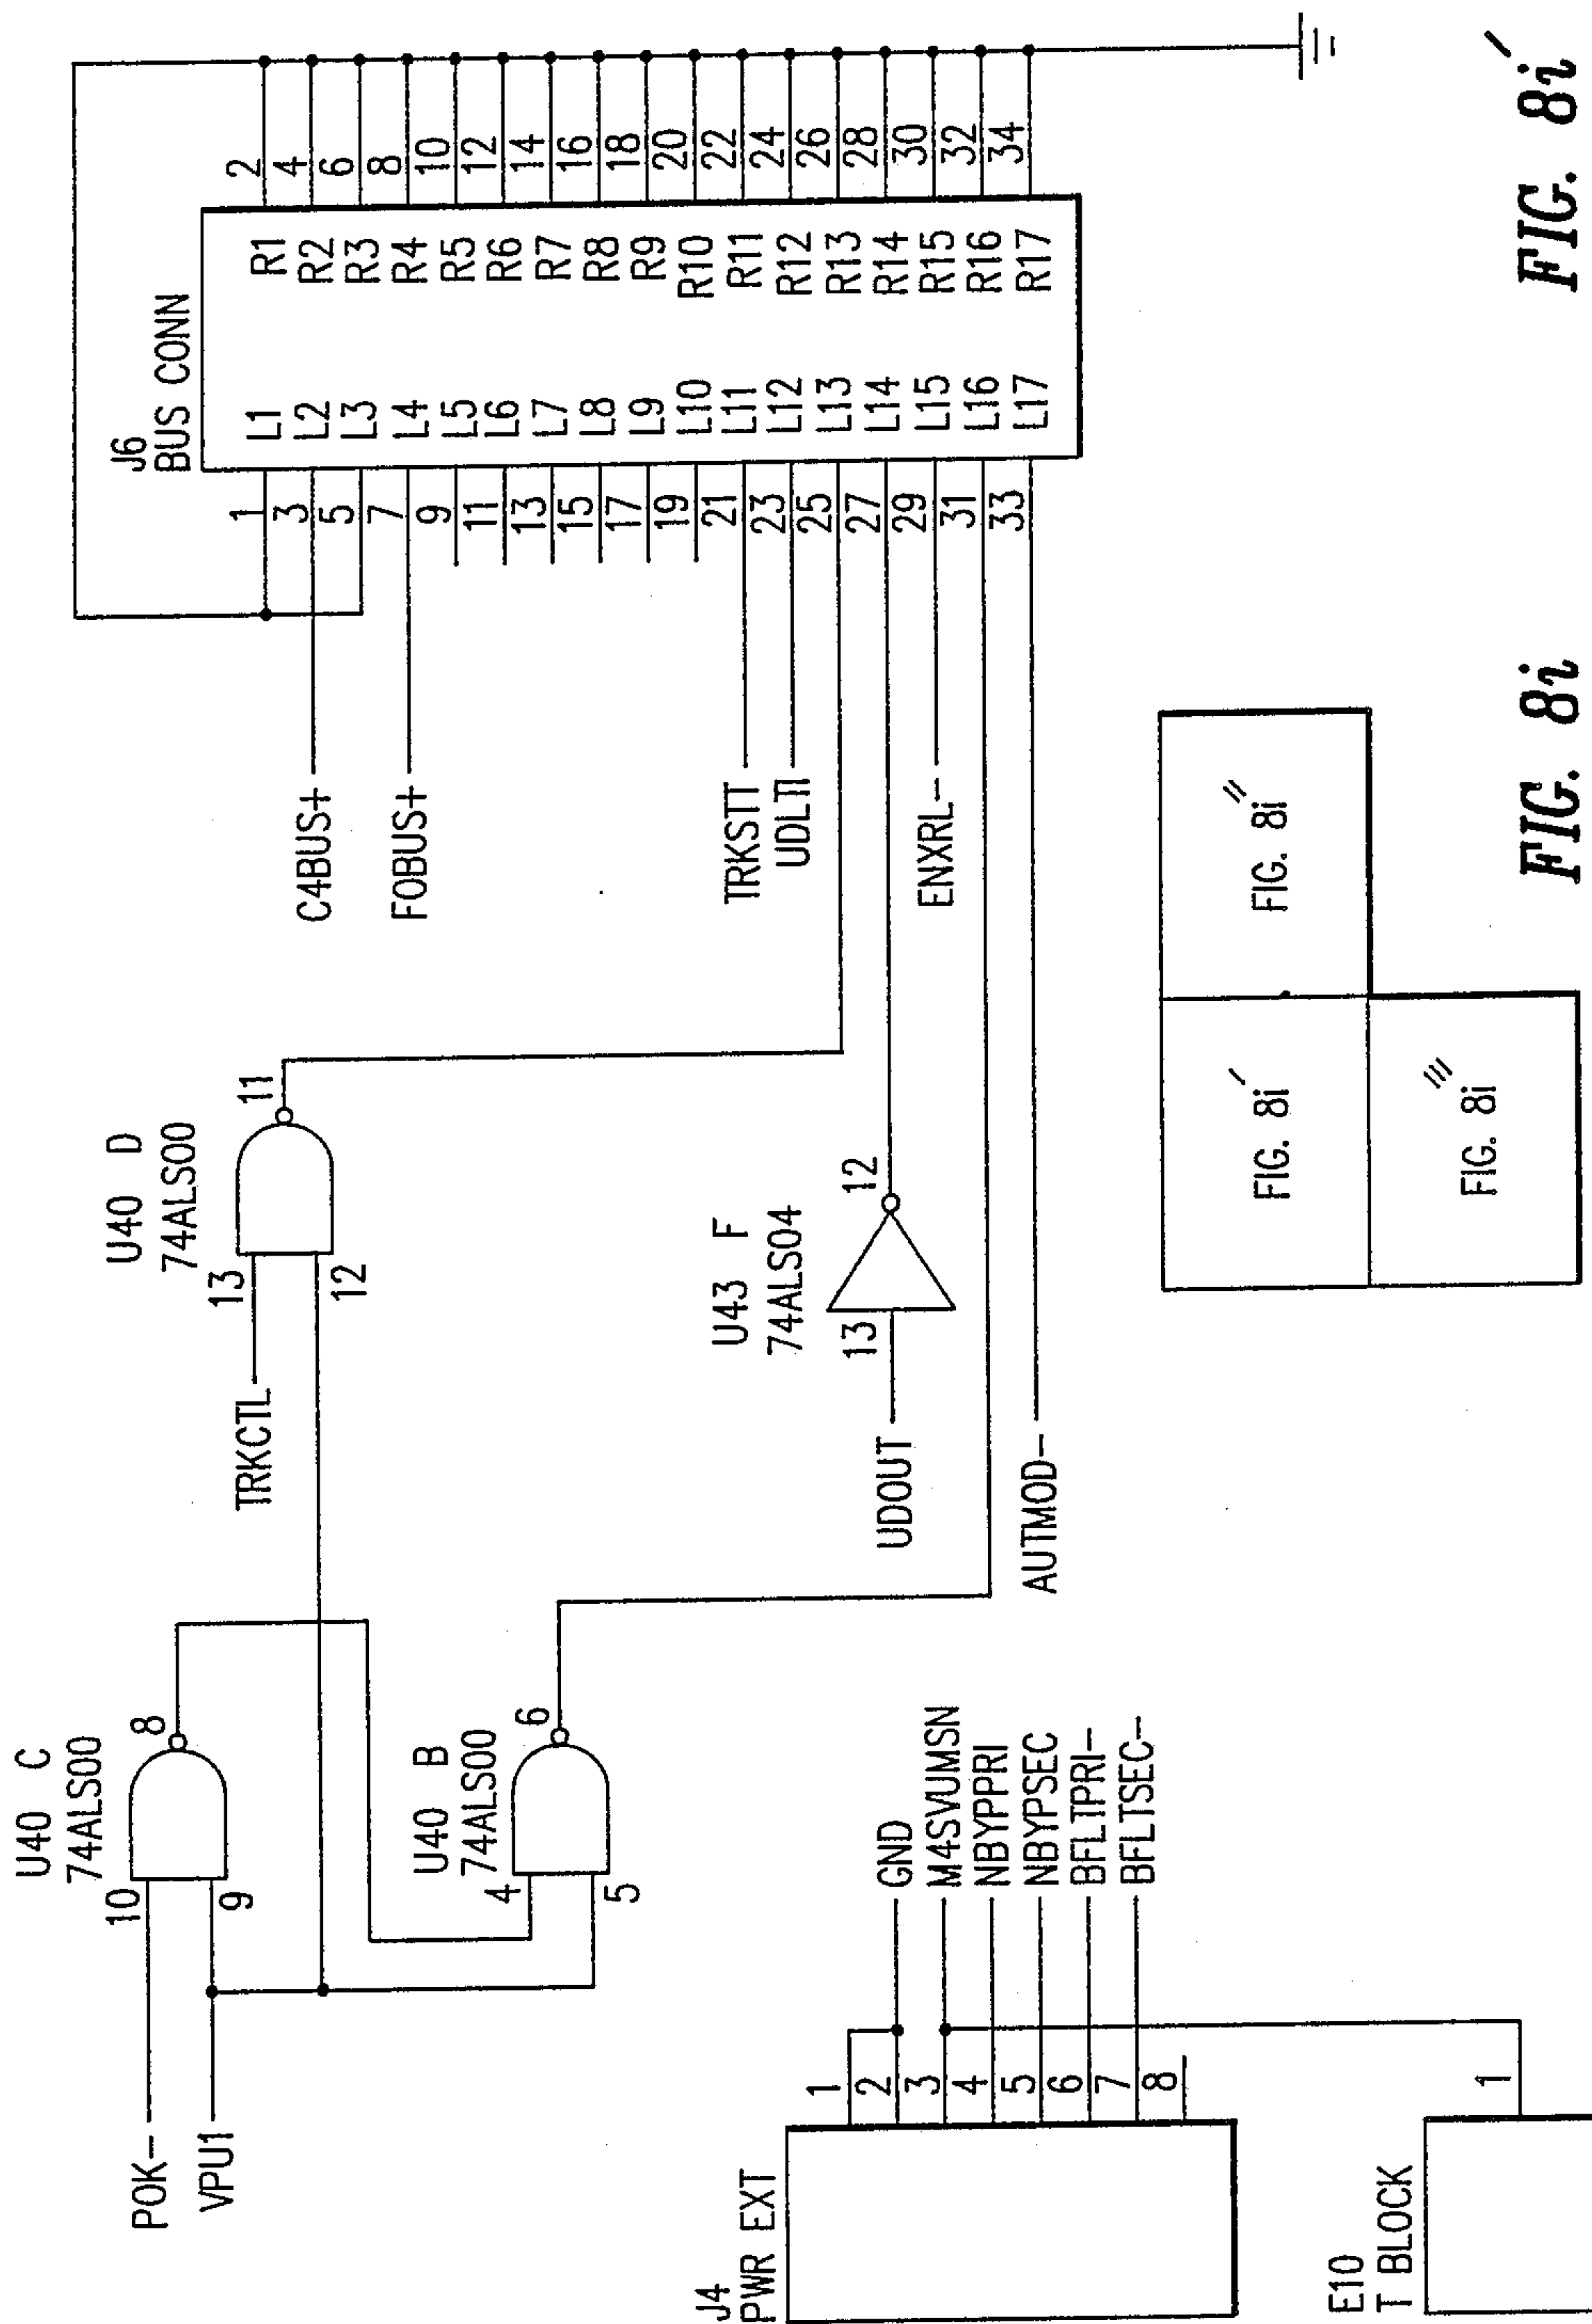 U40 C
74ALS00
POK-
VPU1
10
9
8
U40 B
74ALS00
4
5
6
U40 D
74ALS00
TRKCTL
13
12
11
U43 F
74ALS04
UDOUT
13
12
AUTMOD-
C4BUS+
FOBUS+
TRKSTT
UDLTI
ENXRL-
J6
BUS CONN
1 L1 R1 2
3 L2 R2 4
5 L3 R3 6
7 L4 R4 8
9 L5 R5 10
11 L6 R6 12
13 L7 R7 14
15 L8 R8 16
17 L9 R9 18
19 L10 R10 20
21 L11 R11 22
23 L12 R12 24
25 L13 R13 26
27 L14 R14 28
29 L15 R15 30
31 L16 R16 32
33 L17 R17 34
J4
PWR EXT
1
2 GND
3 M4SVUMSN
4 NBYPPRI
5 NBYPSEC
6 BFLTPRI-
7 BFLTSEC-
8
E10
T BLOCK
1
FIG. 8i′
FIG. 8i″
FIG. 8i‴
FIG. 8i
FIG. 8i′